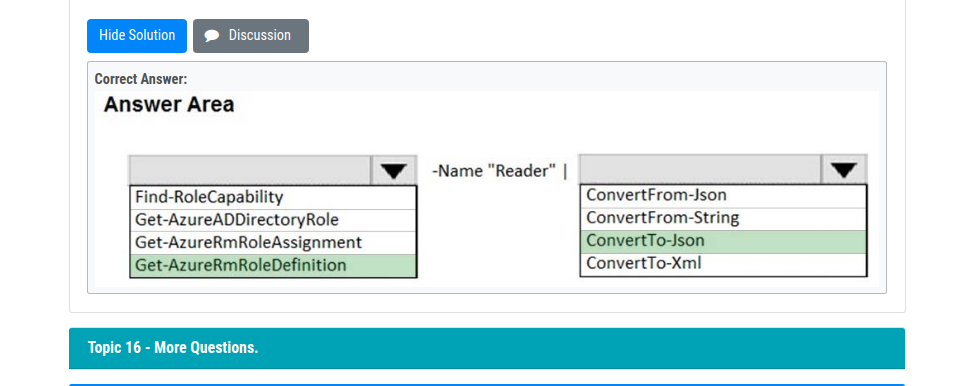 Hide Solution
Discussion
Correct Answer:
Answer Area
-Name "Reader" |
Find-RoleCapability
Get-AzureADDirectoryRole
Get-AzureRmRoleAssignment
Get-AzureRmRoleDefinition
ConvertFrom-Json
ConvertFrom-String
ConvertTo-Json
ConvertTo-Xml
Topic 16 - More Questions.